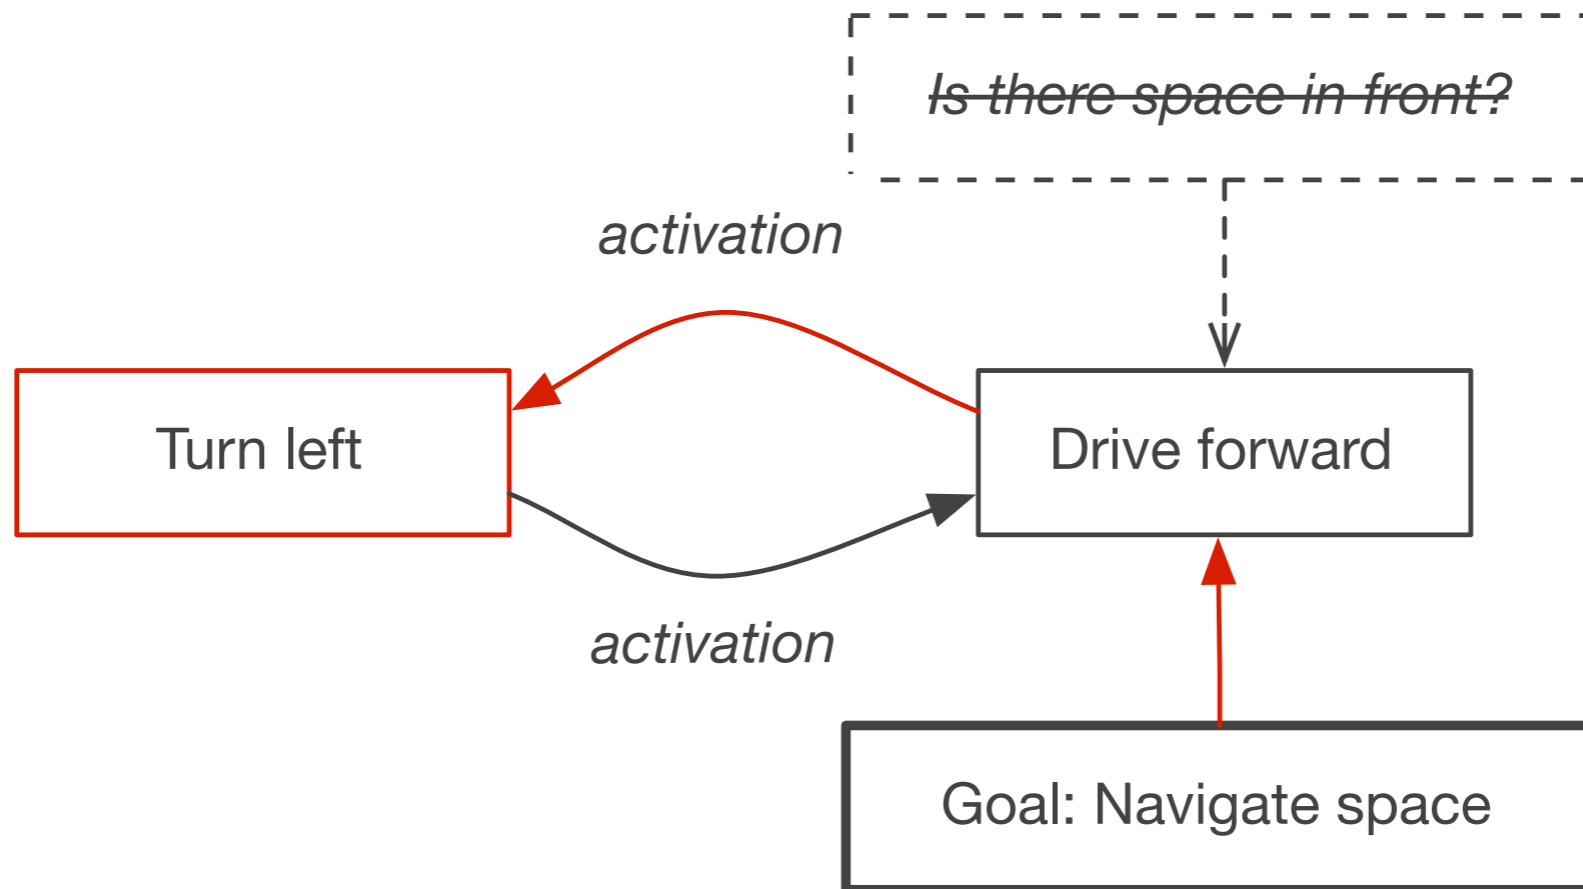 Is there space in front?
activation
Turn left
Drive forward
activation
Goal: Navigate space